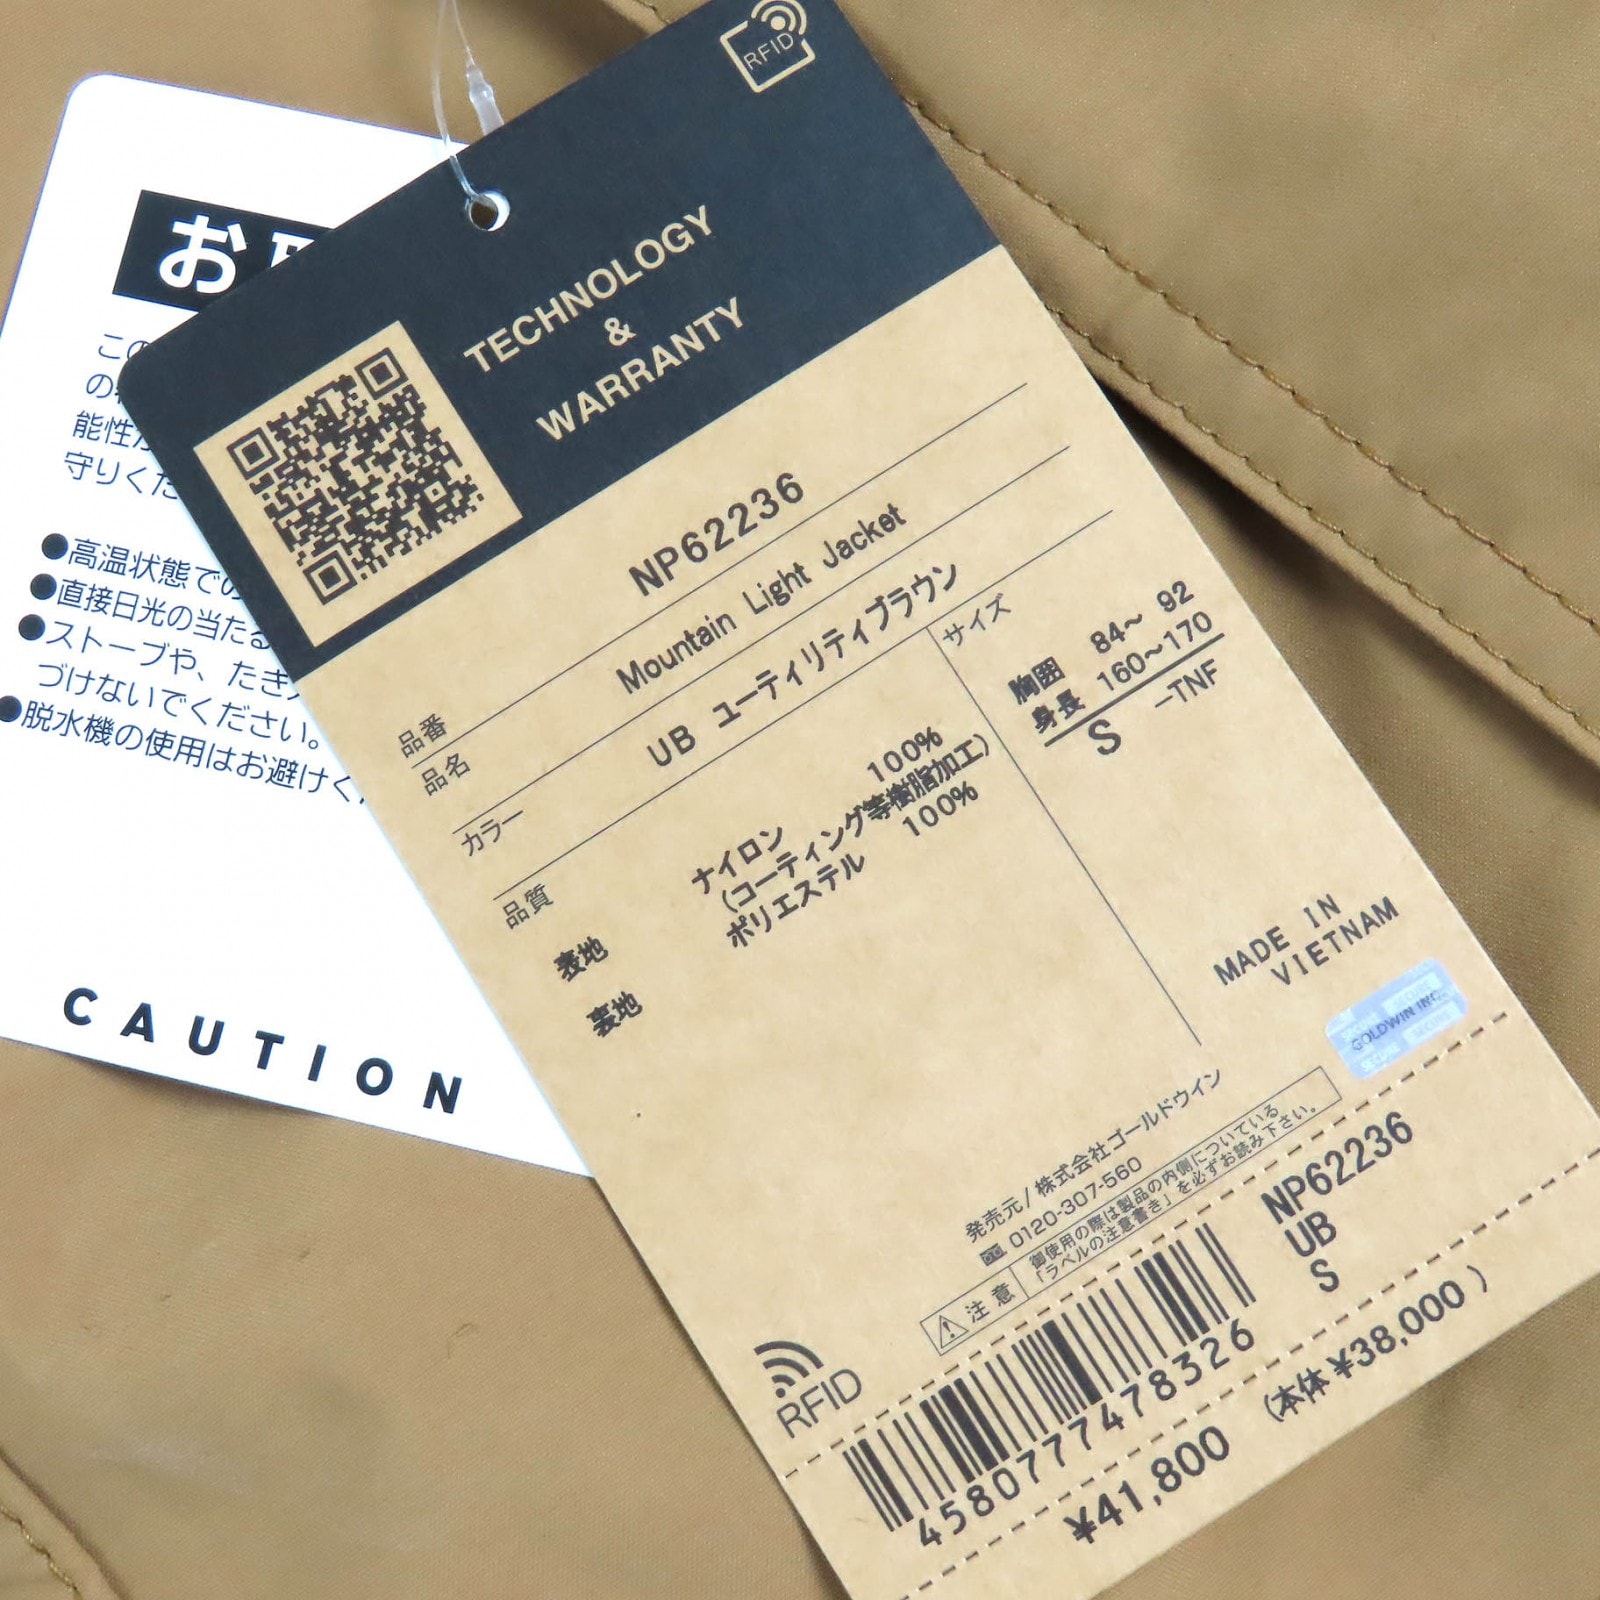 RFID
TECHNOLOGY
&
WARRANTY
品番 NP62236
品名 Mountain Light Jacket
カラー UB ユーティリティブラウン
品質
表地 ナイロン 100%
(コーティング等樹脂加工)
裏地 ポリエステル 100%
サイズ
胸囲 84~ 92
身長 160~170
S -TNF
MADE IN
VIETNAM
GOLDWIN INC.
SECURE
発売元/株式会社ゴールドウイン
0120-307-560
注意
御使用の際は製品の内側についている
「ラベルの注意書き」を必ずお読み下さい。
RFID
NP62236
UB
S
4580777478326
¥41,800 (本体 ¥38,000 )
お
この
の
能性が
守りくだ
●高温状態での
●直接日光の当たる
●ストーブや、たき
づけないでください。
●脱水機の使用はお避けく
CAUTION